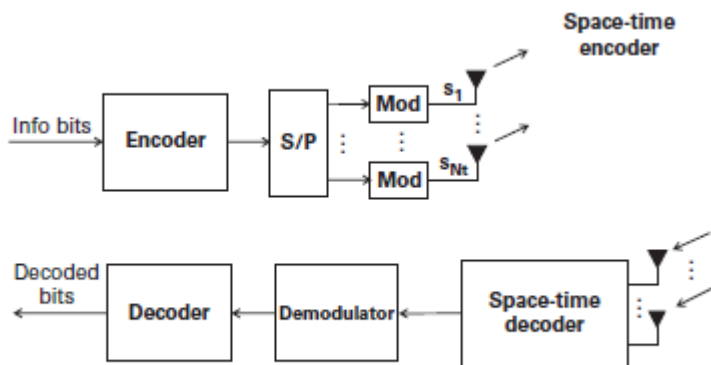 Space-time
encoder
Info bits
Encoder
S/P
Mod
s1
Mod
sNt
Decoded
bits
Decoder
Demodulator
Space-time
decoder